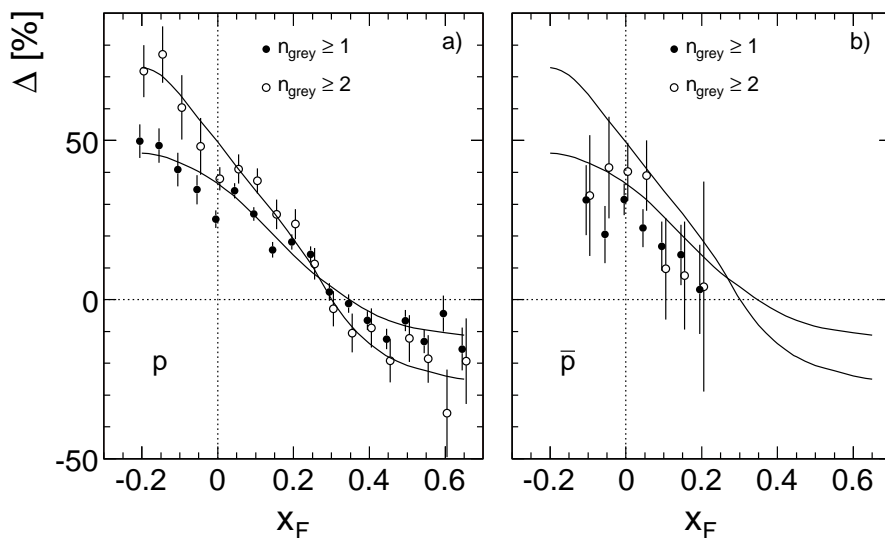 Δ [%]
a)
n_grey ≥ 1
n_grey ≥ 2
50
0
-50
p
-0.2 0 0.2 0.4 0.6
x_F
b)
n_grey ≥ 1
n_grey ≥ 2
p̅
-0.2 0 0.2 0.4 0.6
x_F